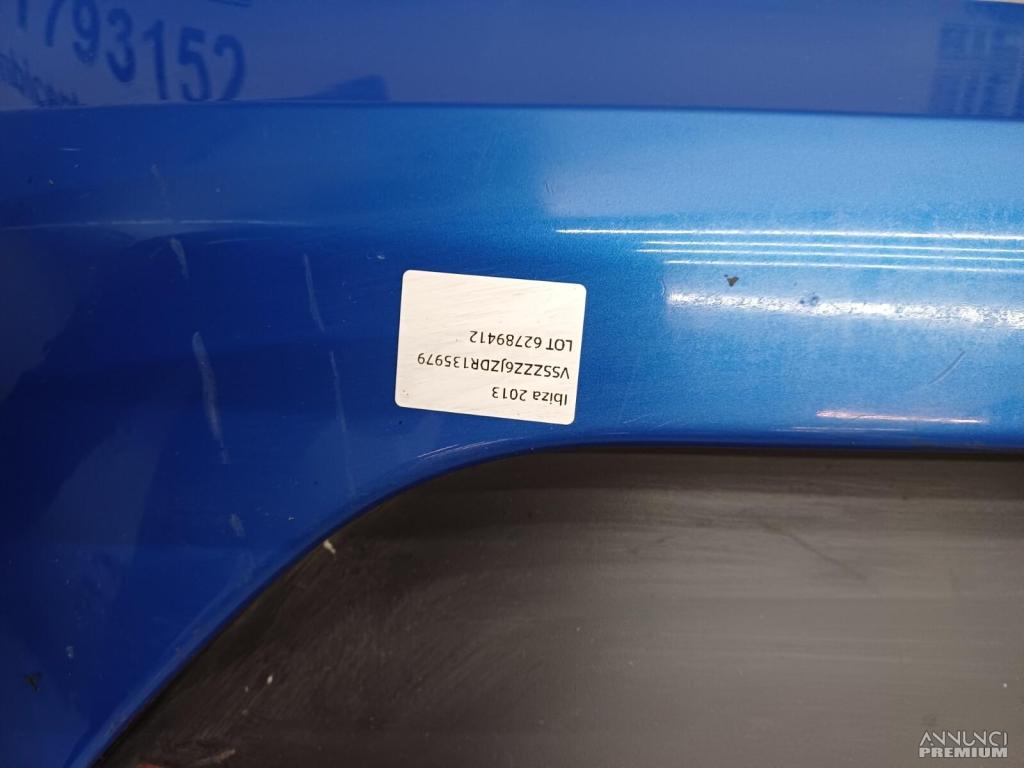 1793152
Ibiza 2013
VSSZZZ6JZDR135979
LOT 62789412
ANNUNCI
PREMIUM